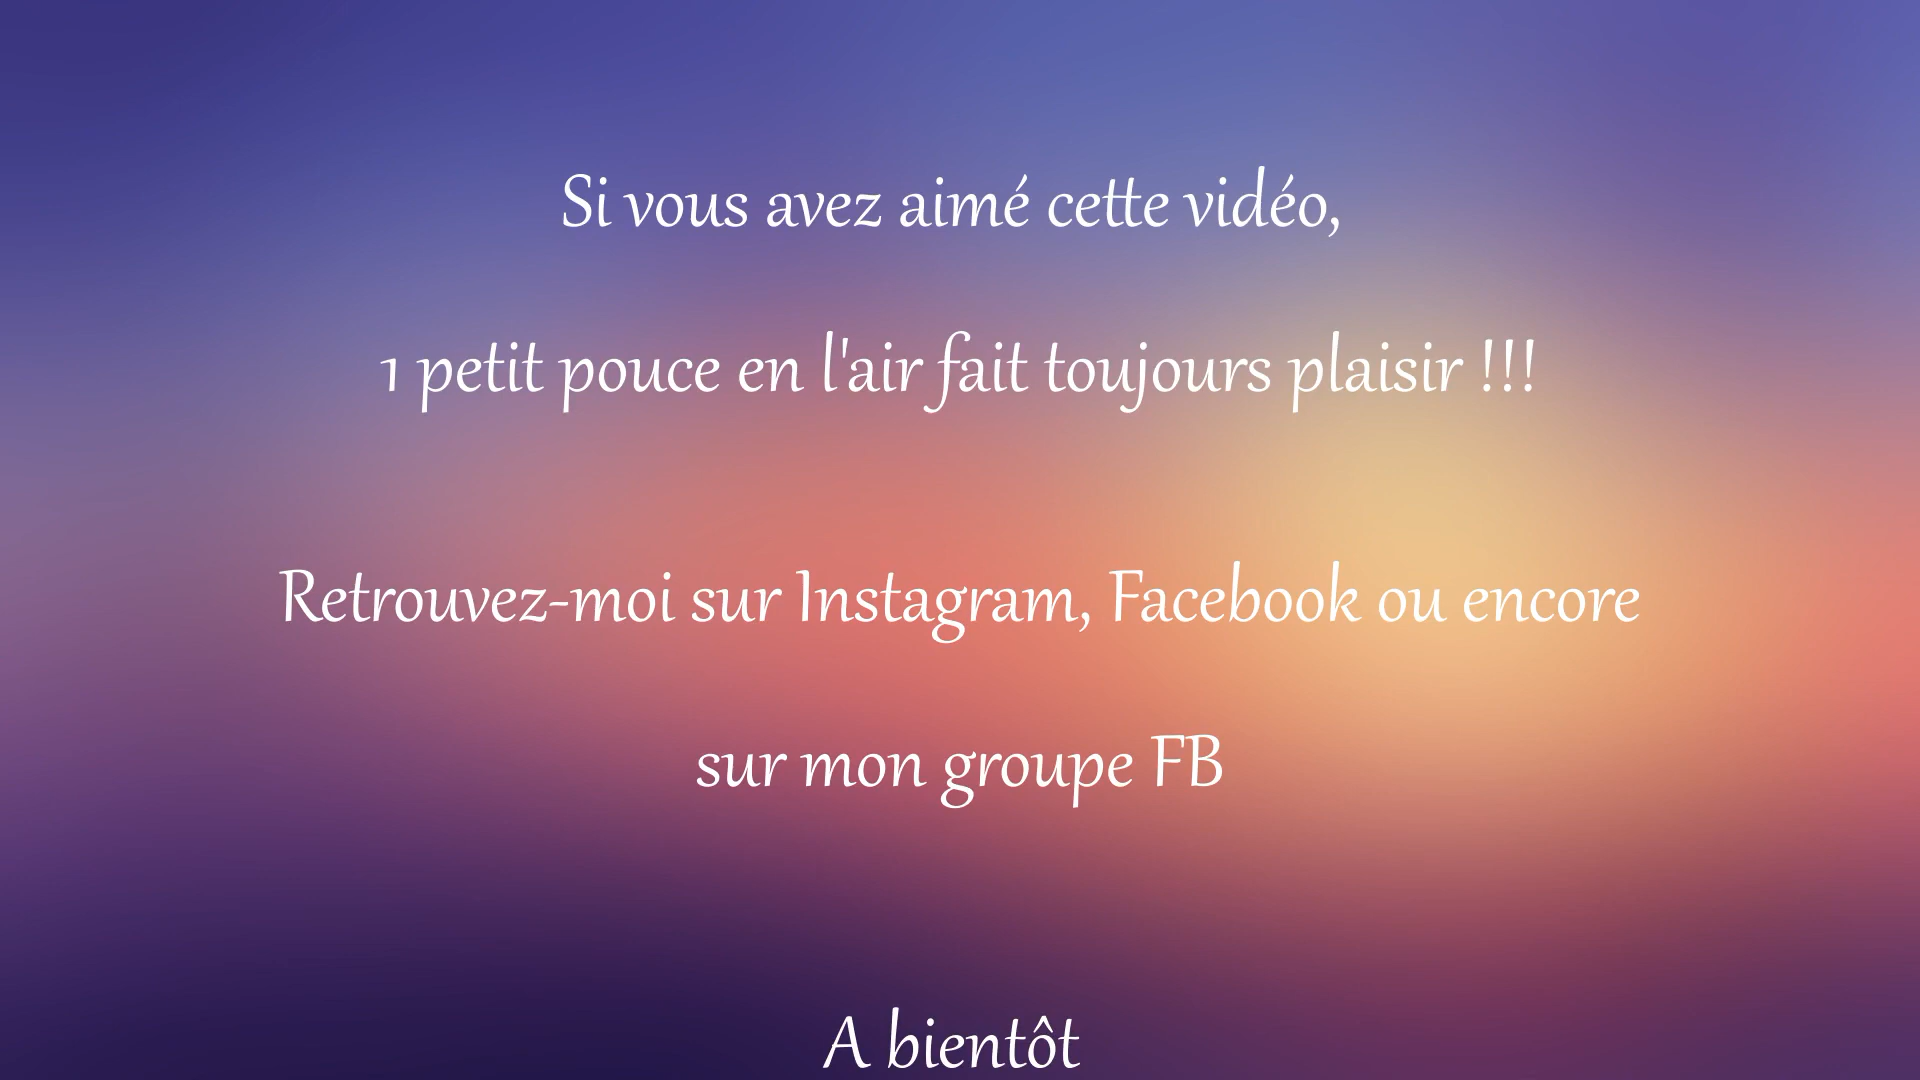 Si vous avez aimé cette vidéo,
1 petit pouce en l'air fait toujours plaisir !!!
Retrouvez-moi sur Instagram, Facebook ou encore
sur mon groupe FB
A bientôt